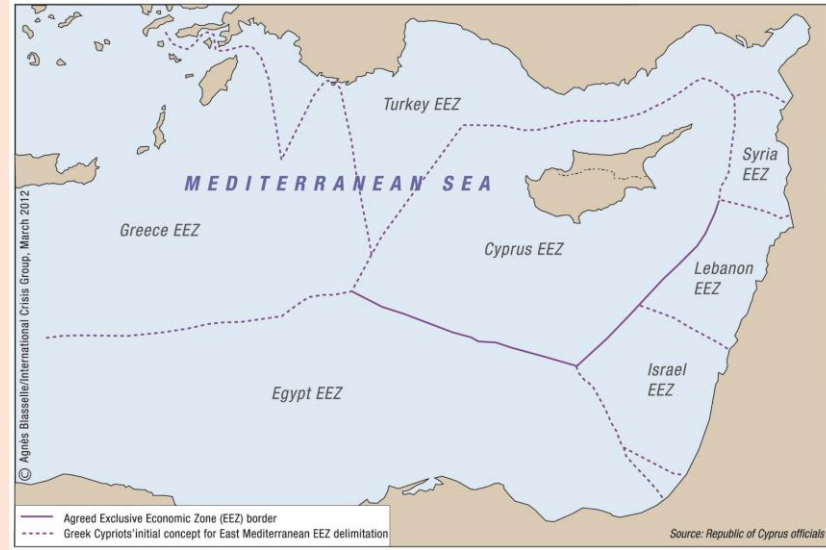 Turkey EEZ
MEDITERRANEAN SEA
Syria
EEZ
Greece EEZ
Cyprus EEZ
Lebanon
EEZ
Israel
EEZ
Egypt EEZ
© Agnès Blasselle/International Crisis Group, March 2012
Agreed Exclusive Economic Zone (EEZ) border
Greek Cypriots'initial concept for East Mediterranean EEZ delimitation
Source: Republic of Cyprus officials